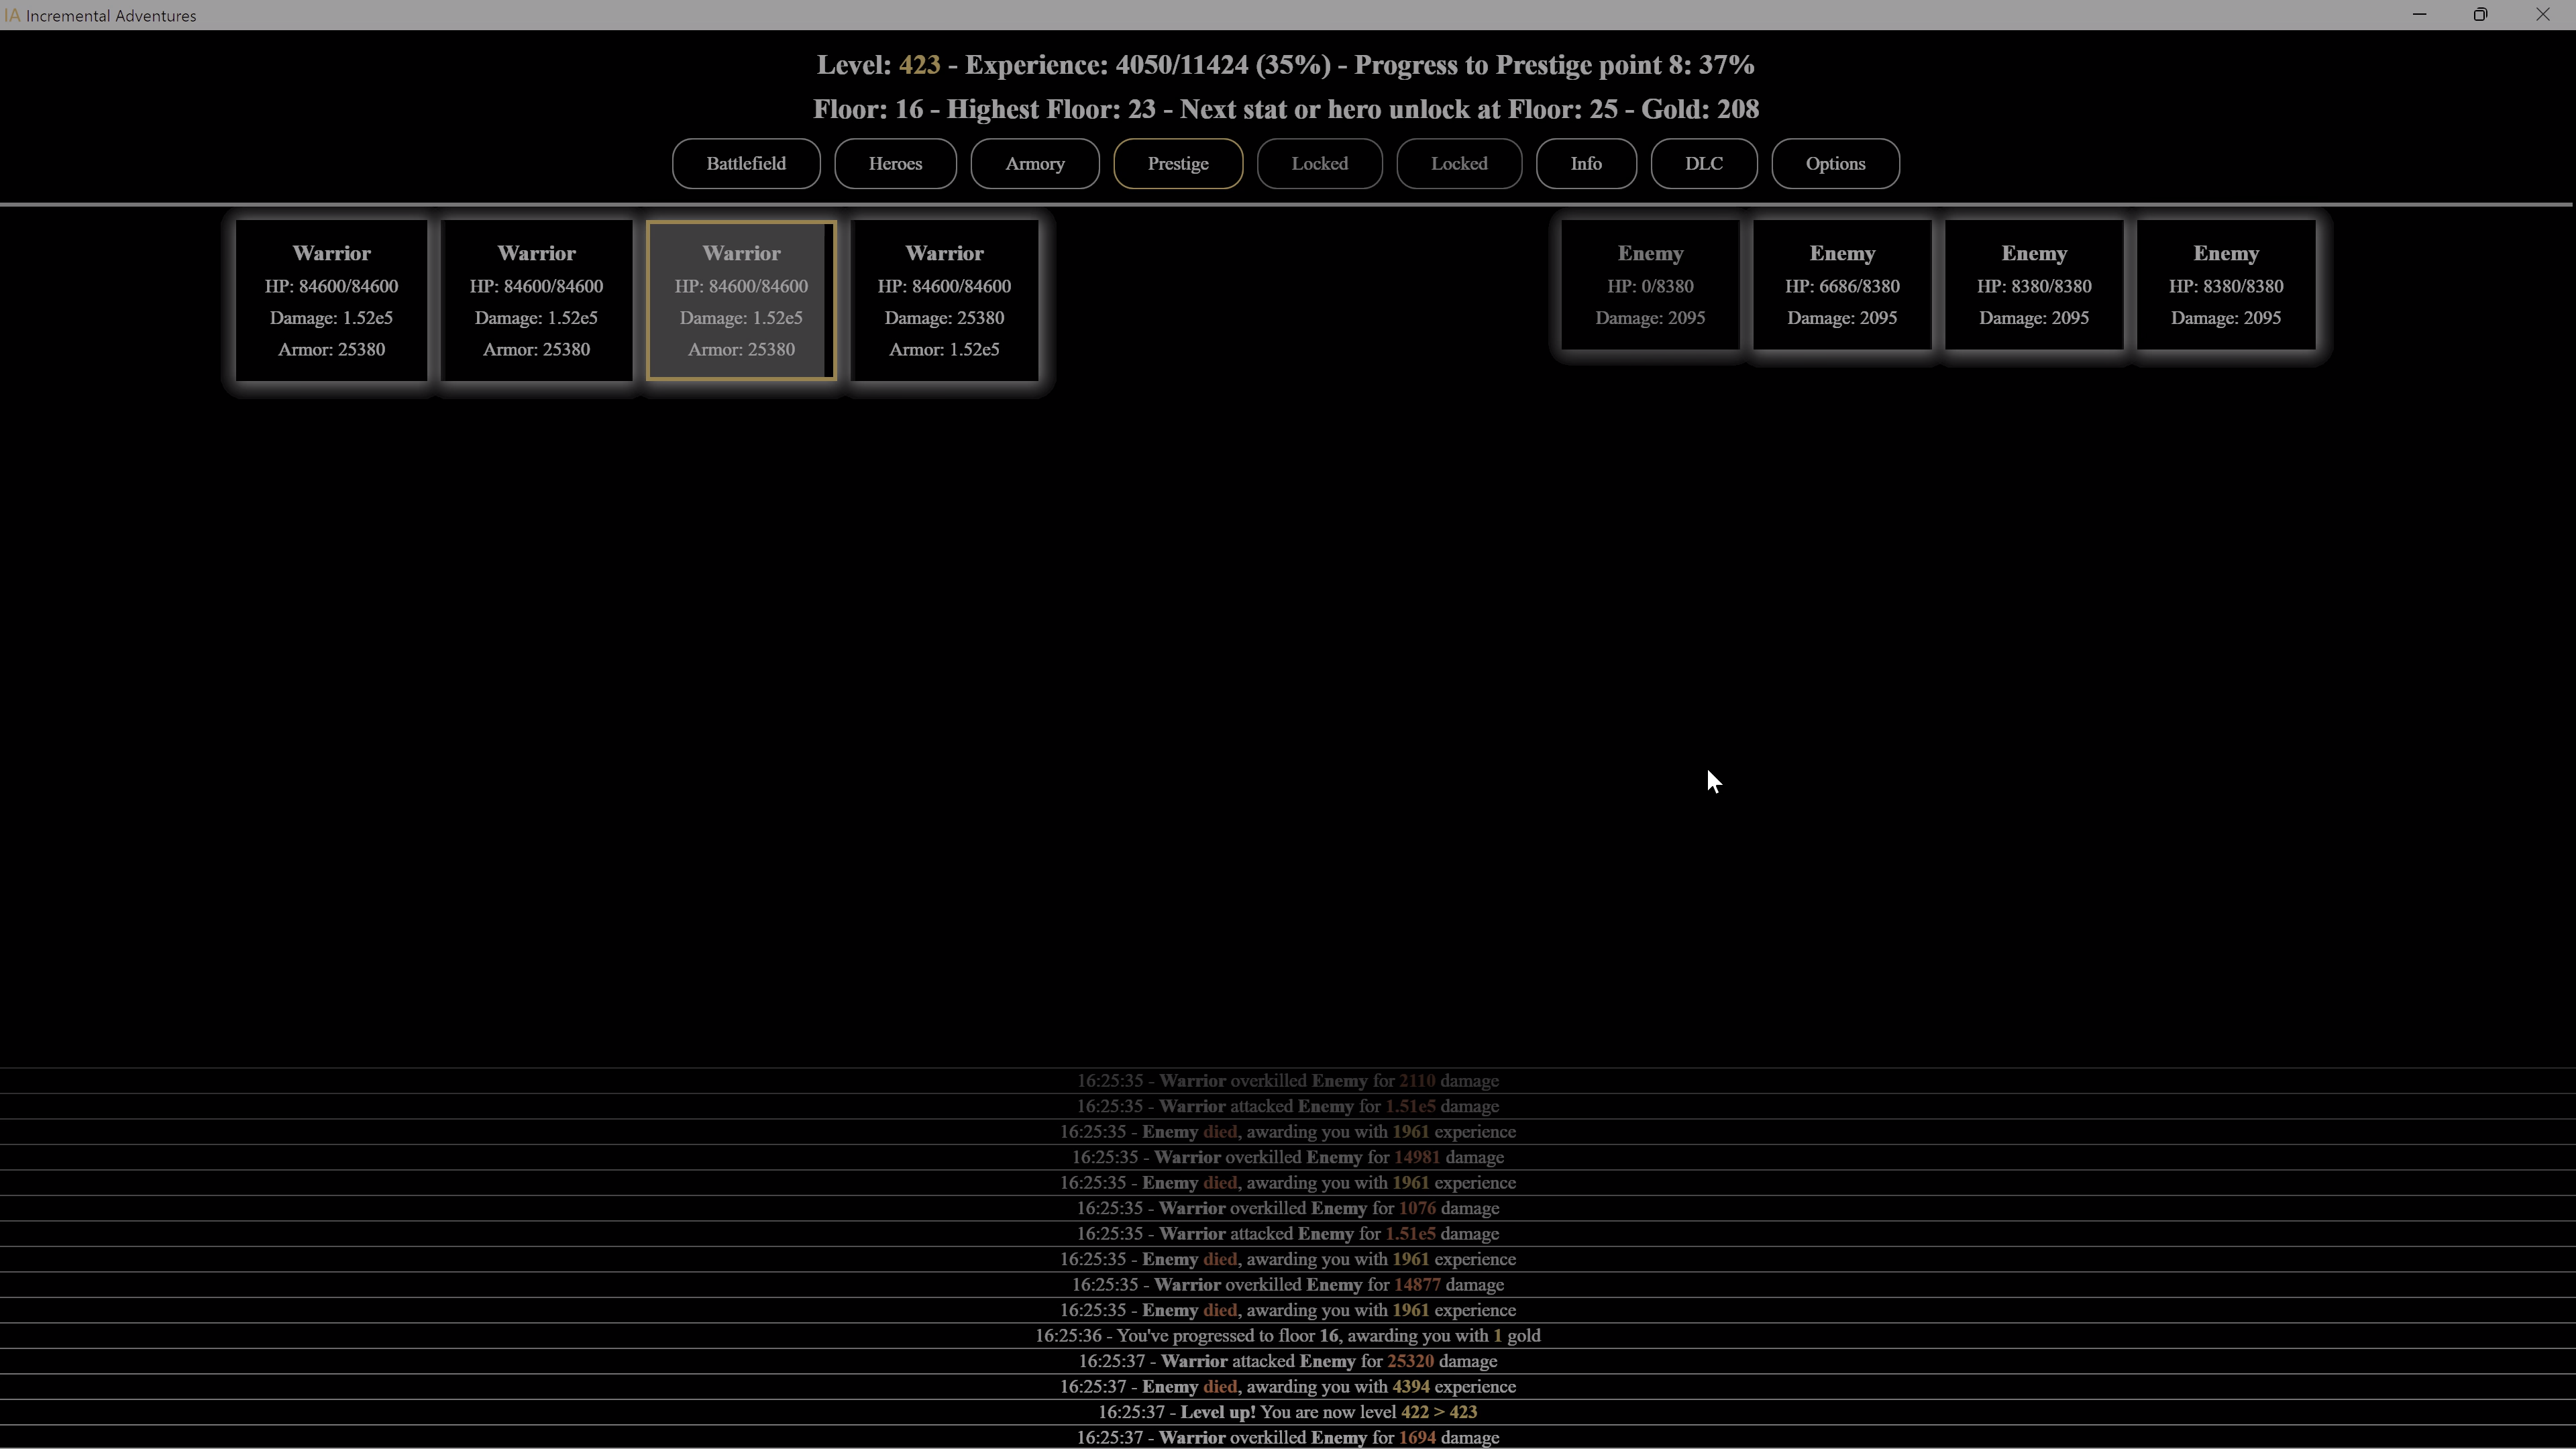 IA Incremental Adventures
Level: 423 - Experience: 4050/11424 (35%) - Progress to Prestige point 8: 37%
Floor: 16 - Highest Floor: 23 - Next stat or hero unlock at Floor: 25 - Gold: 208
Battlefield Heroes Armory Prestige Locked Locked Info DLC Options
Warrior Warrior Warrior Warrior Enemy Enemy Enemy Enemy
HP: 84600/84600 HP: 84600/84600 HP: 84600/84600 HP: 84600/84600 HP: 0/8380 HP: 6686/8380 HP: 8380/8380 HP: 8380/8380
Damage: 1.52e5 Damage: 1.52e5 Damage: 1.52e5 Damage: 25380 Damage: 2095 Damage: 2095 Damage: 2095 Damage: 2095
Armor: 25380 Armor: 25380 Armor: 25380 Armor: 1.52e5
16:25:35 - Warrior overkilled Enemy for 2110 damage
16:25:35 - Warrior attacked Enemy for 1.51e5 damage
16:25:35 - Enemy died, awarding you with 1961 experience
16:25:35 - Warrior overkilled Enemy for 14981 damage
16:25:35 - Enemy died, awarding you with 1961 experience
16:25:35 - Warrior overkilled Enemy for 1076 damage
16:25:35 - Warrior attacked Enemy for 1.51e5 damage
16:25:35 - Enemy died, awarding you with 1961 experience
16:25:35 - Warrior overkilled Enemy for 14877 damage
16:25:35 - Enemy died, awarding you with 1961 experience
16:25:36 - You've progressed to floor 16, awarding you with 1 gold
16:25:37 - Warrior attacked Enemy for 25320 damage
16:25:37 - Enemy died, awarding you with 4394 experience
16:25:37 - Level up! You are now level 422 > 423
16:25:37 - Warrior overkilled Enemy for 1694 damage